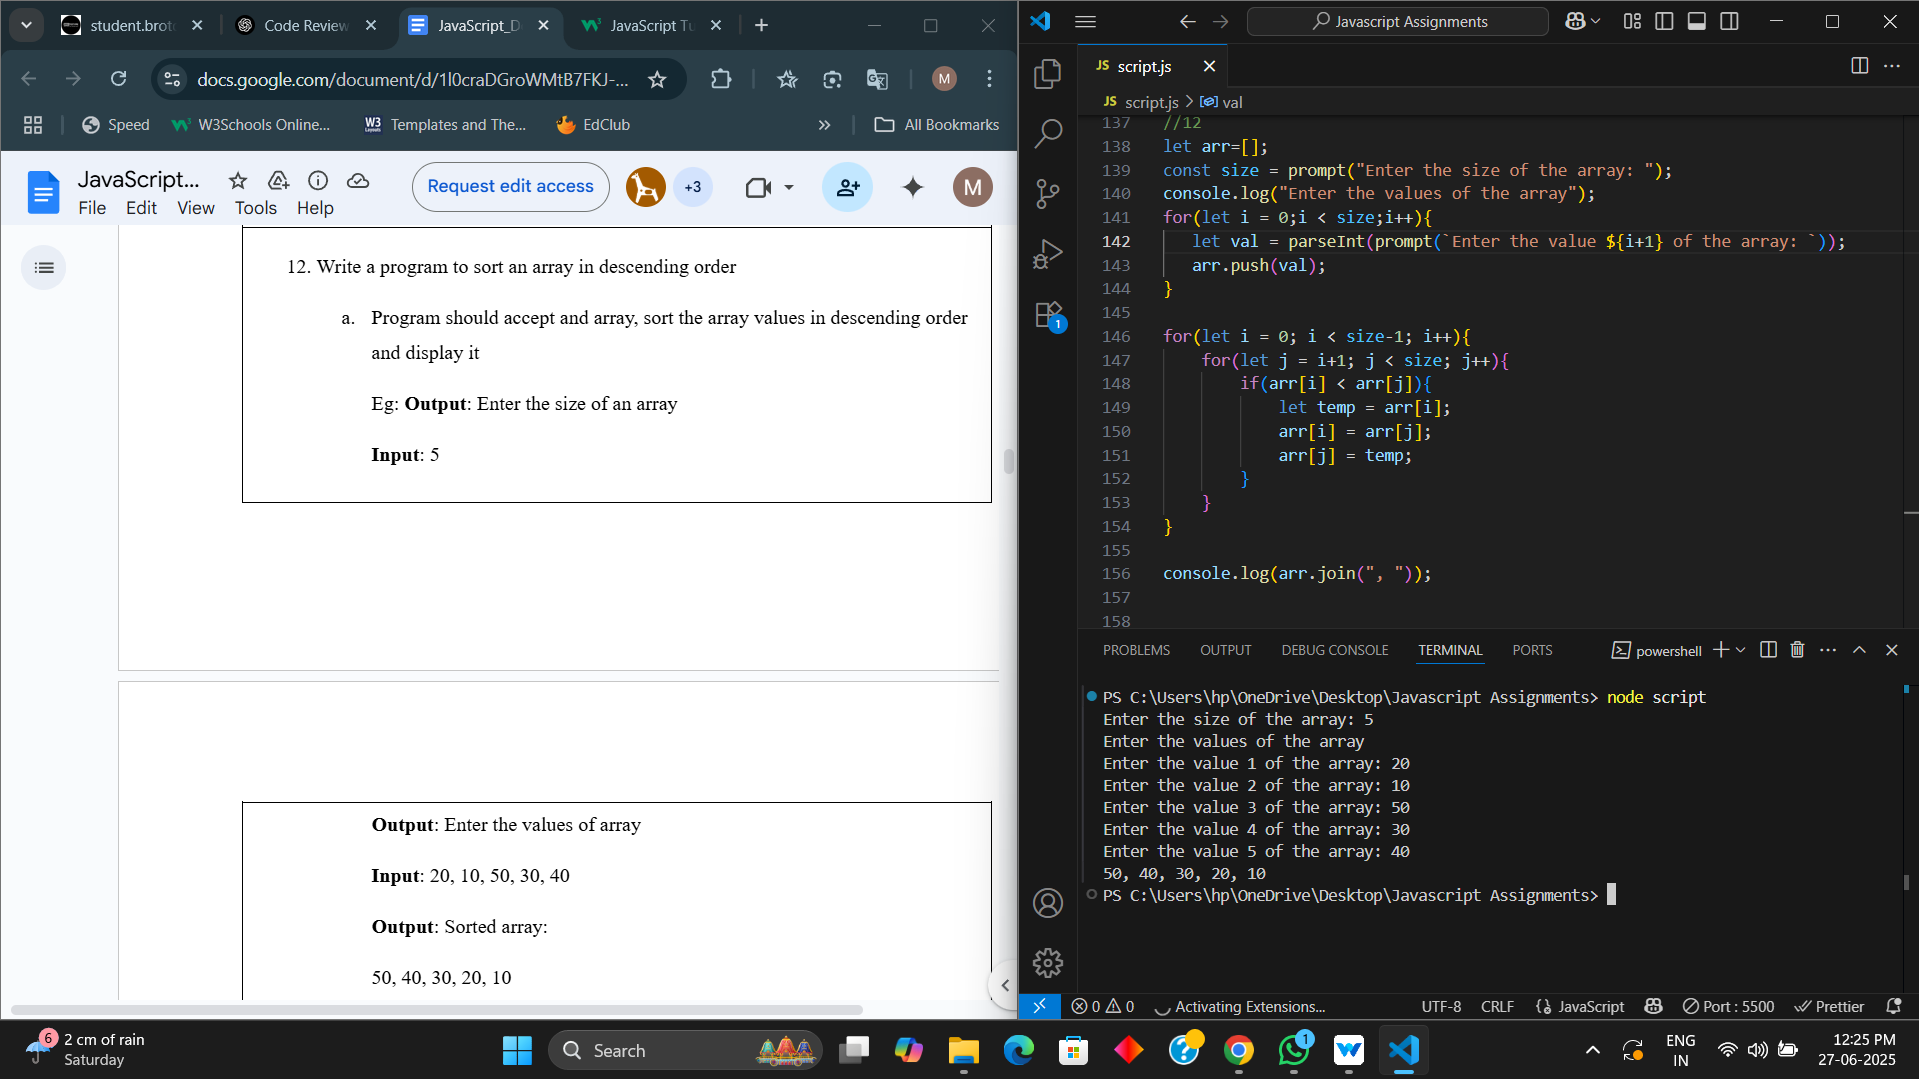 student.brot
Code Review
JavaScript_D
JavaScript Tu
docs.google.com/document/d/1l0craDGroWMtB7FKJ-...
M
Speed
W3Schools Online...
Templates and The...
EdClub
All Bookmarks
JavaScript...
File Edit View Tools Help
Request edit access
+3
M
12. Write a program to sort an array in descending order
a. Program should accept and array, sort the array values in descending order
and display it
Eg: Output: Enter the size of an array
Input: 5
Output: Enter the values of array
Input: 20, 10, 50, 30, 40
Output: Sorted array:
50, 40, 30, 20, 10
Javascript Assignments
JS script.js
JS script.js > val
137 //12
138 let arr=[];
139 const size = prompt("Enter the size of the array: ");
140 console.log("Enter the values of the array");
141 for(let i = 0;i < size;i++){
142 let val = parseInt(prompt(`Enter the value ${i+1} of the array: `));
143 arr.push(val);
144 }
145
146 for(let i = 0; i < size-1; i++){
147 for(let j = i+1; j < size; j++){
148 if(arr[i] < arr[j]){
149 let temp = arr[i];
150 arr[i] = arr[j];
151 arr[j] = temp;
152 }
153 }
154 }
155
156 console.log(arr.join(", "));
157
158
1
PROBLEMS OUTPUT DEBUG CONSOLE TERMINAL PORTS
powershell
PS C:\Users\hp\OneDrive\Desktop\Javascript Assignments> node script
Enter the size of the array: 5
Enter the values of the array
Enter the value 1 of the array: 20
Enter the value 2 of the array: 10
Enter the value 3 of the array: 50
Enter the value 4 of the array: 30
Enter the value 5 of the array: 40
50, 40, 30, 20, 10
PS C:\Users\hp\OneDrive\Desktop\Javascript Assignments>
0 0 Activating Extensions... UTF-8 CRLF {} JavaScript Port : 5500 Prettier
6
2 cm of rain
Saturday
Search
1
ENG
IN
12:25 PM
27-06-2025